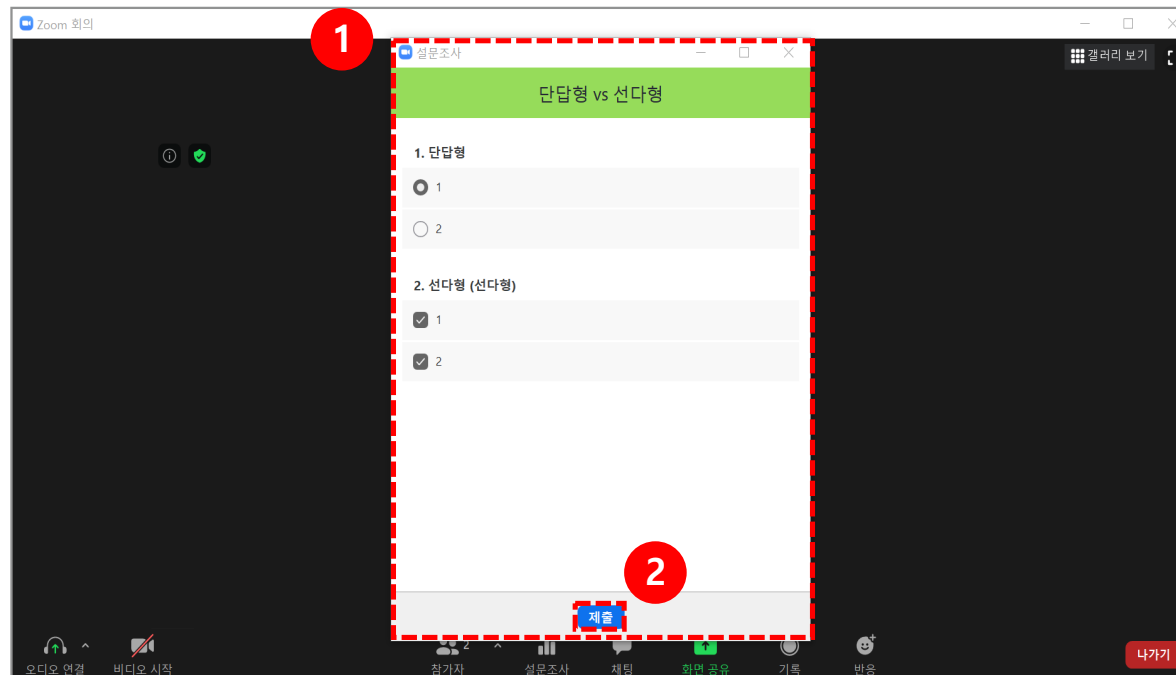 Zoom 회의
1
설문조사
갤러리 보기
단답형 vs 선다형
1. 단답형
1
2
2. 선다형 (선다형)
1
2
2
제출
2
오디오 연결
비디오 시작
참가자
설문조사
채팅
화면 공유
기록
반응
나가기